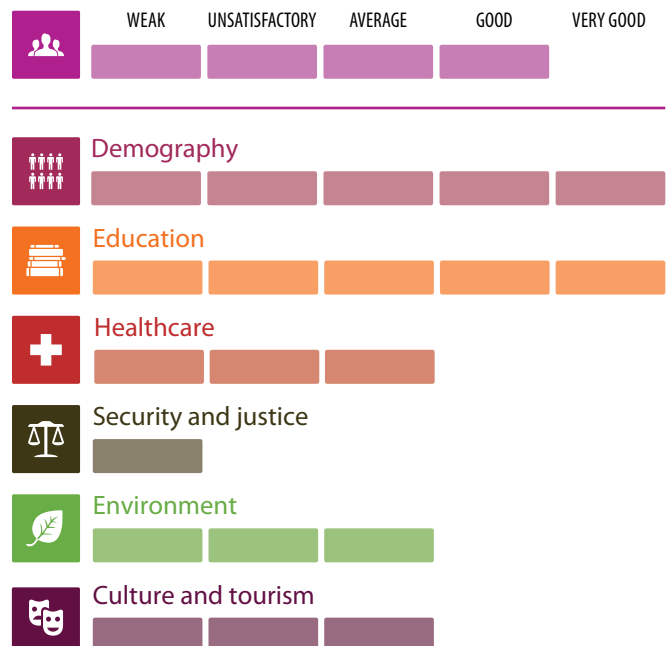 WEAK UNSATISFACTORY AVERAGE GOOD VERY GOOD
Demography
Education
Healthcare
Security and justice
Environment
Culture and tourism